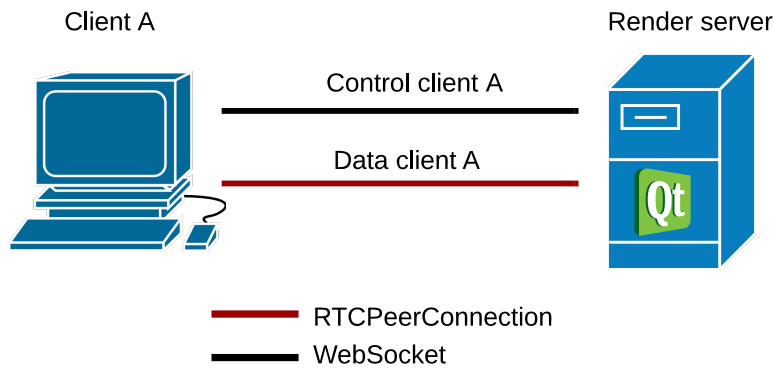 Client A
Render server
Control client A
Data client A
Qt
RTCPeerConnection
WebSocket